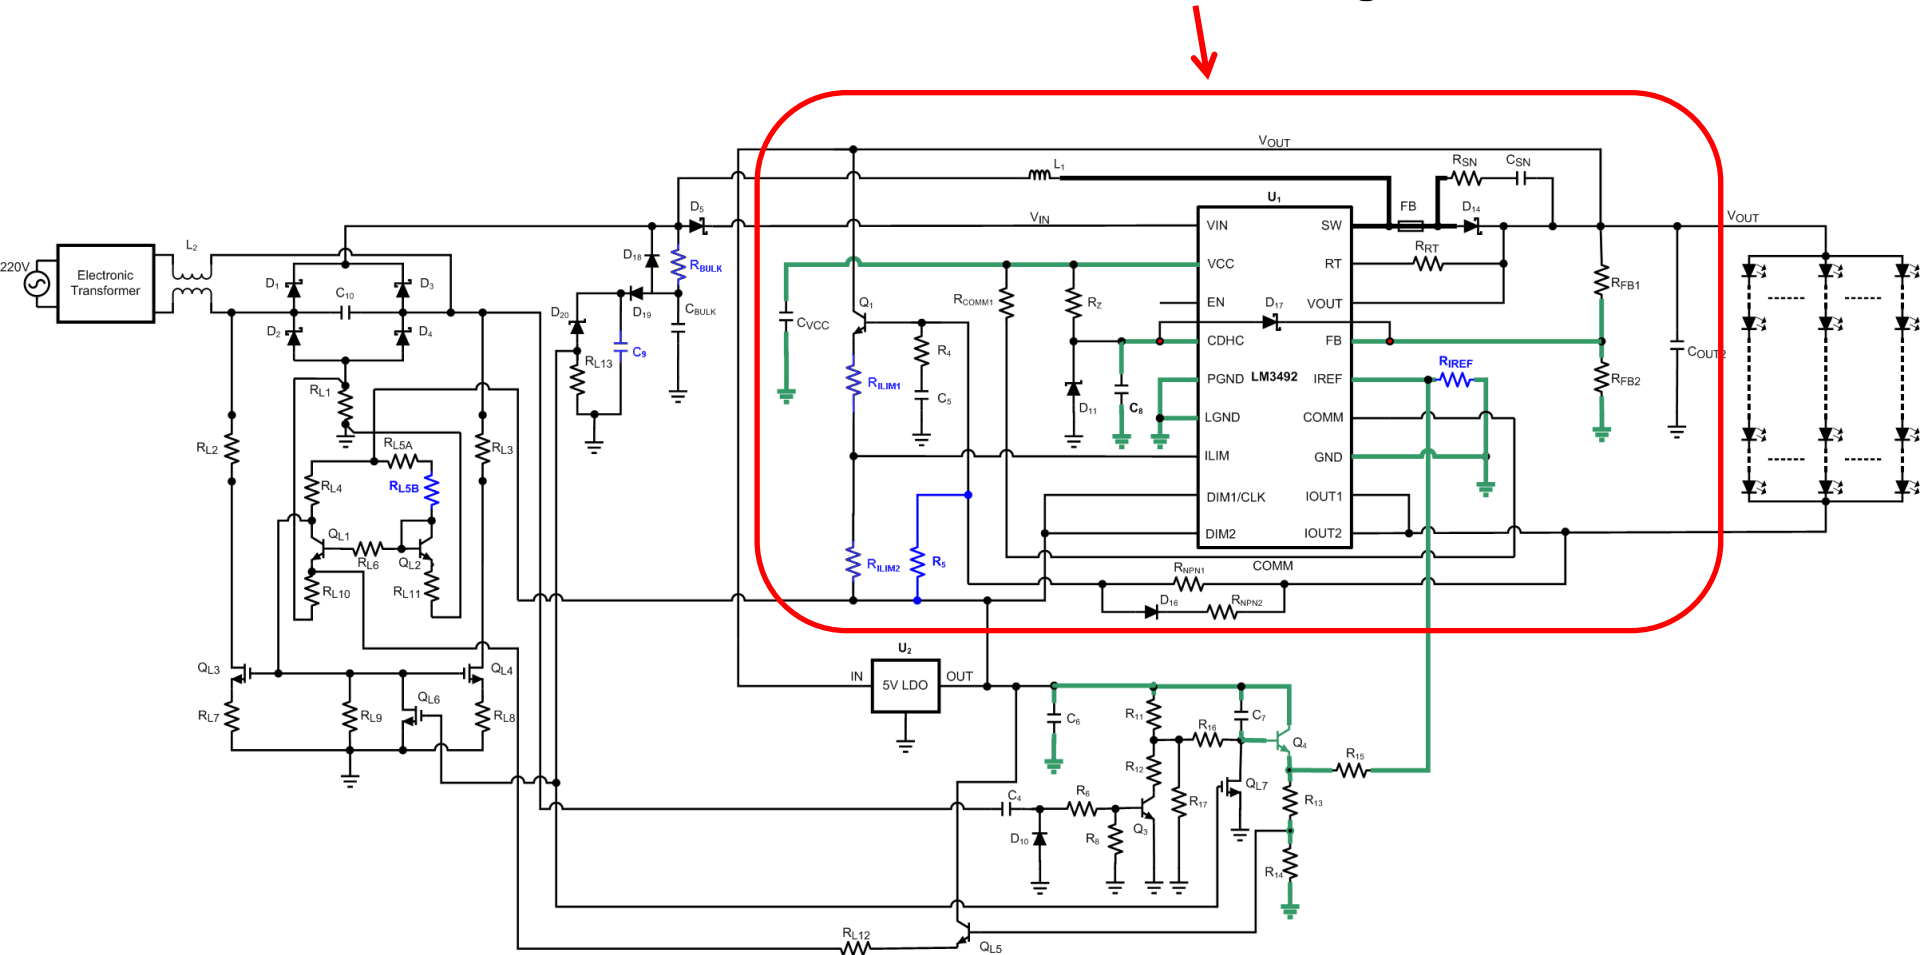 VOUT
L1
RSN
CSN
U1
D5
VIN
VIN
SW
FB
D14
VOUT
L2
220V
Electronic
Transformer
D18
RBULK
VCC
RT
RRT
D1
D3
C10
D20
D19
CBULK
CVCC
Q1
RCOMM1
RZ
EN
D17
VOUT
RFB1
D2
D4
C9
RL13
R4
CDHC
FB
COUT2
RL1
RILIM1
C5
D11
C8
PGND
LM3492
IREF
RIREF
RFB2
LGND
COMM
RL2
RL5A
RL3
ILIM
GND
RL4
RL5B
DIM1/CLK
IOUT1
QL1
RL6
QL2
DIM2
IOUT2
RILIM2
R5
RNPN1
COMM
RL10
RL11
D16
RNPN2
U2
QL3
QL4
IN
5V LDO
OUT
QL6
RL7
RL9
RL8
C6
R11
C7
R16
Q4
R15
R12
QL7
C4
R6
R17
R13
Q3
D10
R8
R14
RL12
QL5